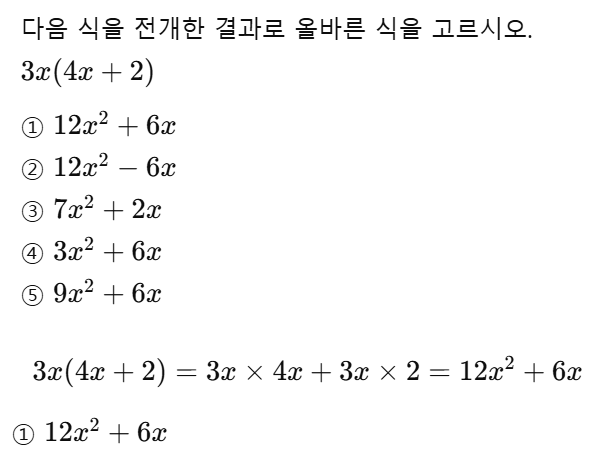 다음 식을 전개한 결과로 올바른 식을 고르시오.
3x(4x + 2)
① 12x² + 6x
② 12x² − 6x
③ 7x² + 2x
④ 3x² + 6x
⑤ 9x² + 6x
3x(4x + 2) = 3x × 4x + 3x × 2 = 12x² + 6x
① 12x² + 6x